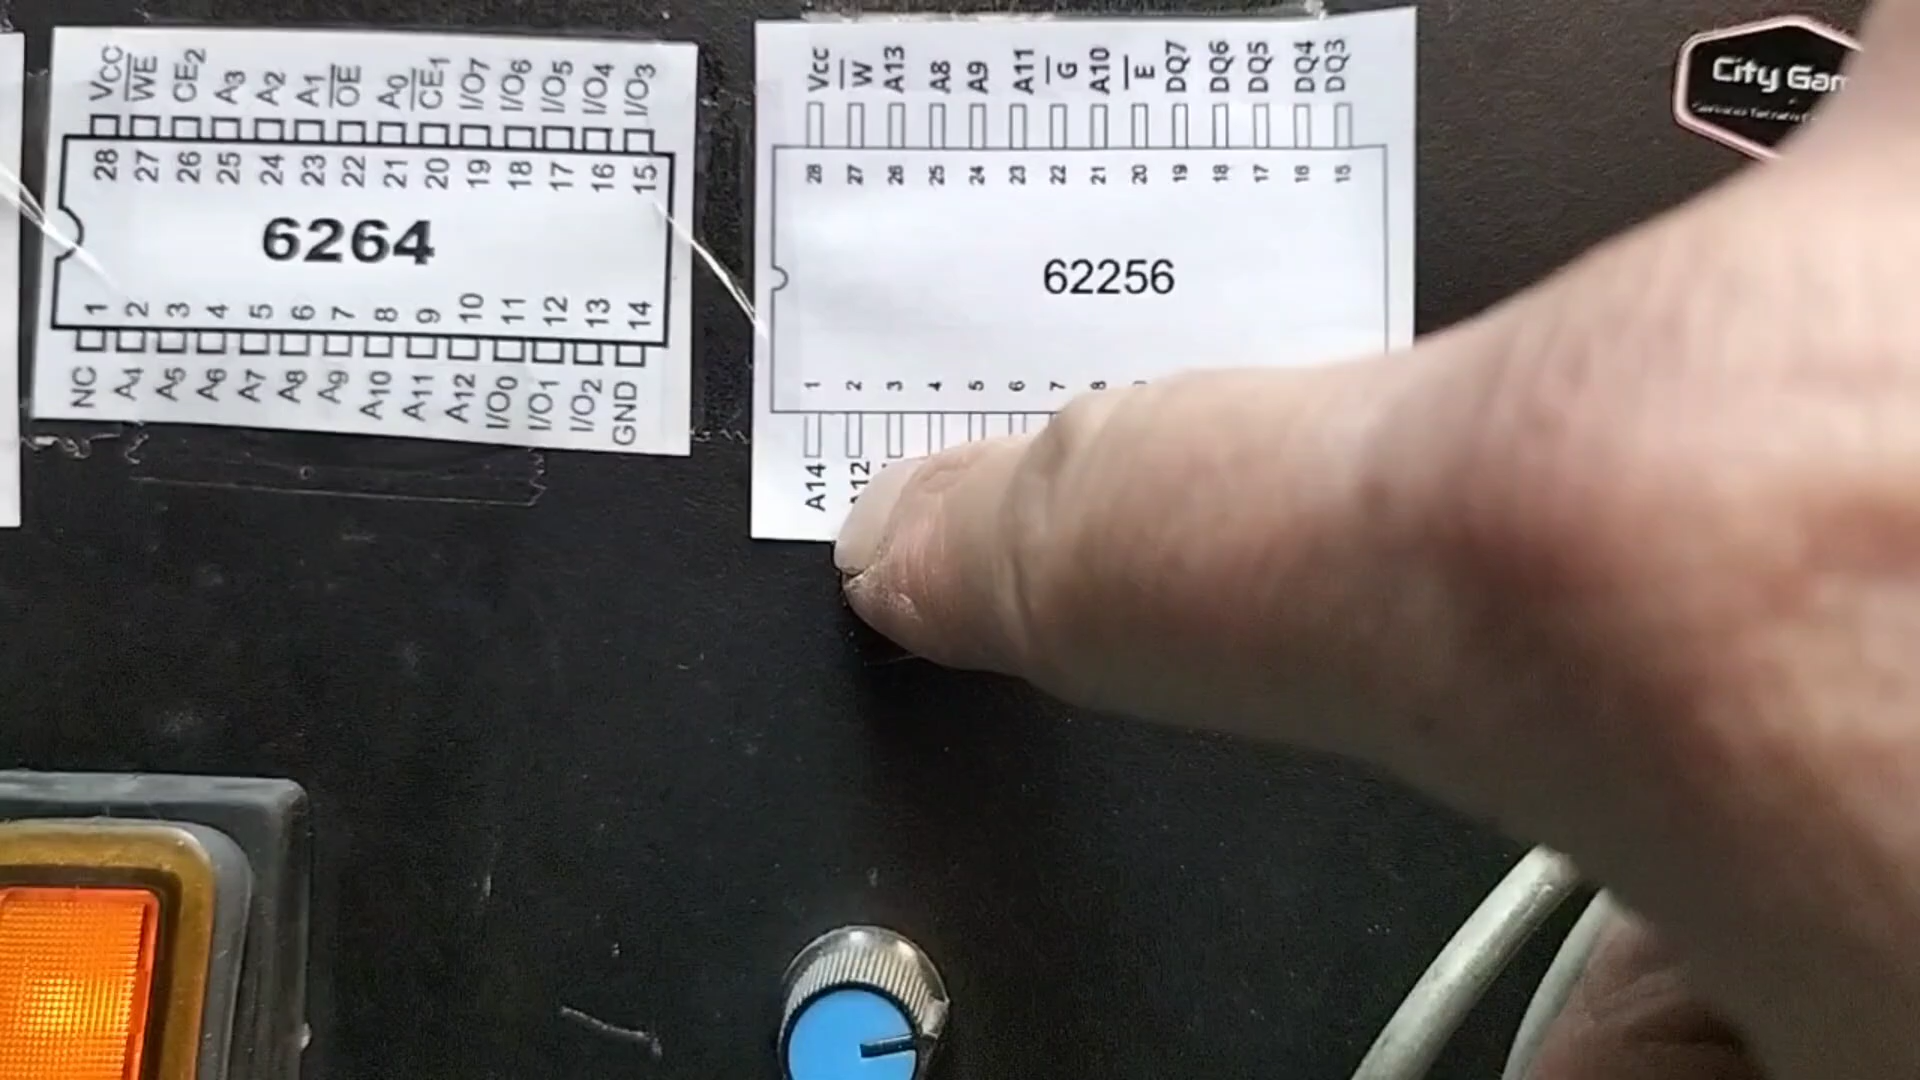 VCC WE CE2 A3 A2 A1 OE A0 CE1 I/O7 I/O6 I/O5 I/O4 I/O3
28 27 26 25 24 23 22 21 20 19 18 17 16 15
6264
1 2 3 4 5 6 7 8 9 10 11 12 13 14
NC A4 A5 A6 A7 A8 A9 A10 A11 A12 I/O0 I/O1 I/O2 GND
Vcc W A13 A8 A9 A11 G A10 E DQ7 DQ6 DQ5 DQ4 DQ3
28 27 26 25 24 23 22 21 20 19 18 17 16 15
62256
1 2 3 4 5 6 7 8
A14 A12
City Gam